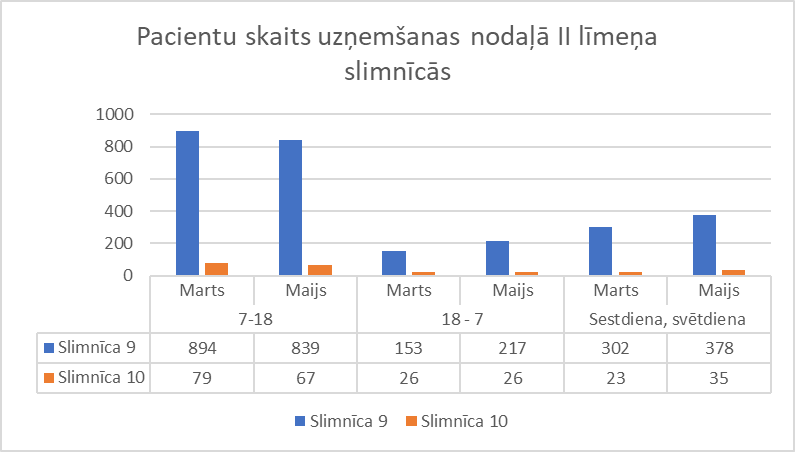 Pacientu skaits uzņemšanas nodaļā II līmeņa
slimnīcās
1000
800
600
400
200
0
Marts Maijs Marts Maijs Marts Maijs
7-18 18 - 7 Sestdiena, svētdiena
Slimnīca 9 894 839 153 217 302 378
Slimnīca 10 79 67 26 26 23 35
Slimnīca 9 Slimnīca 10